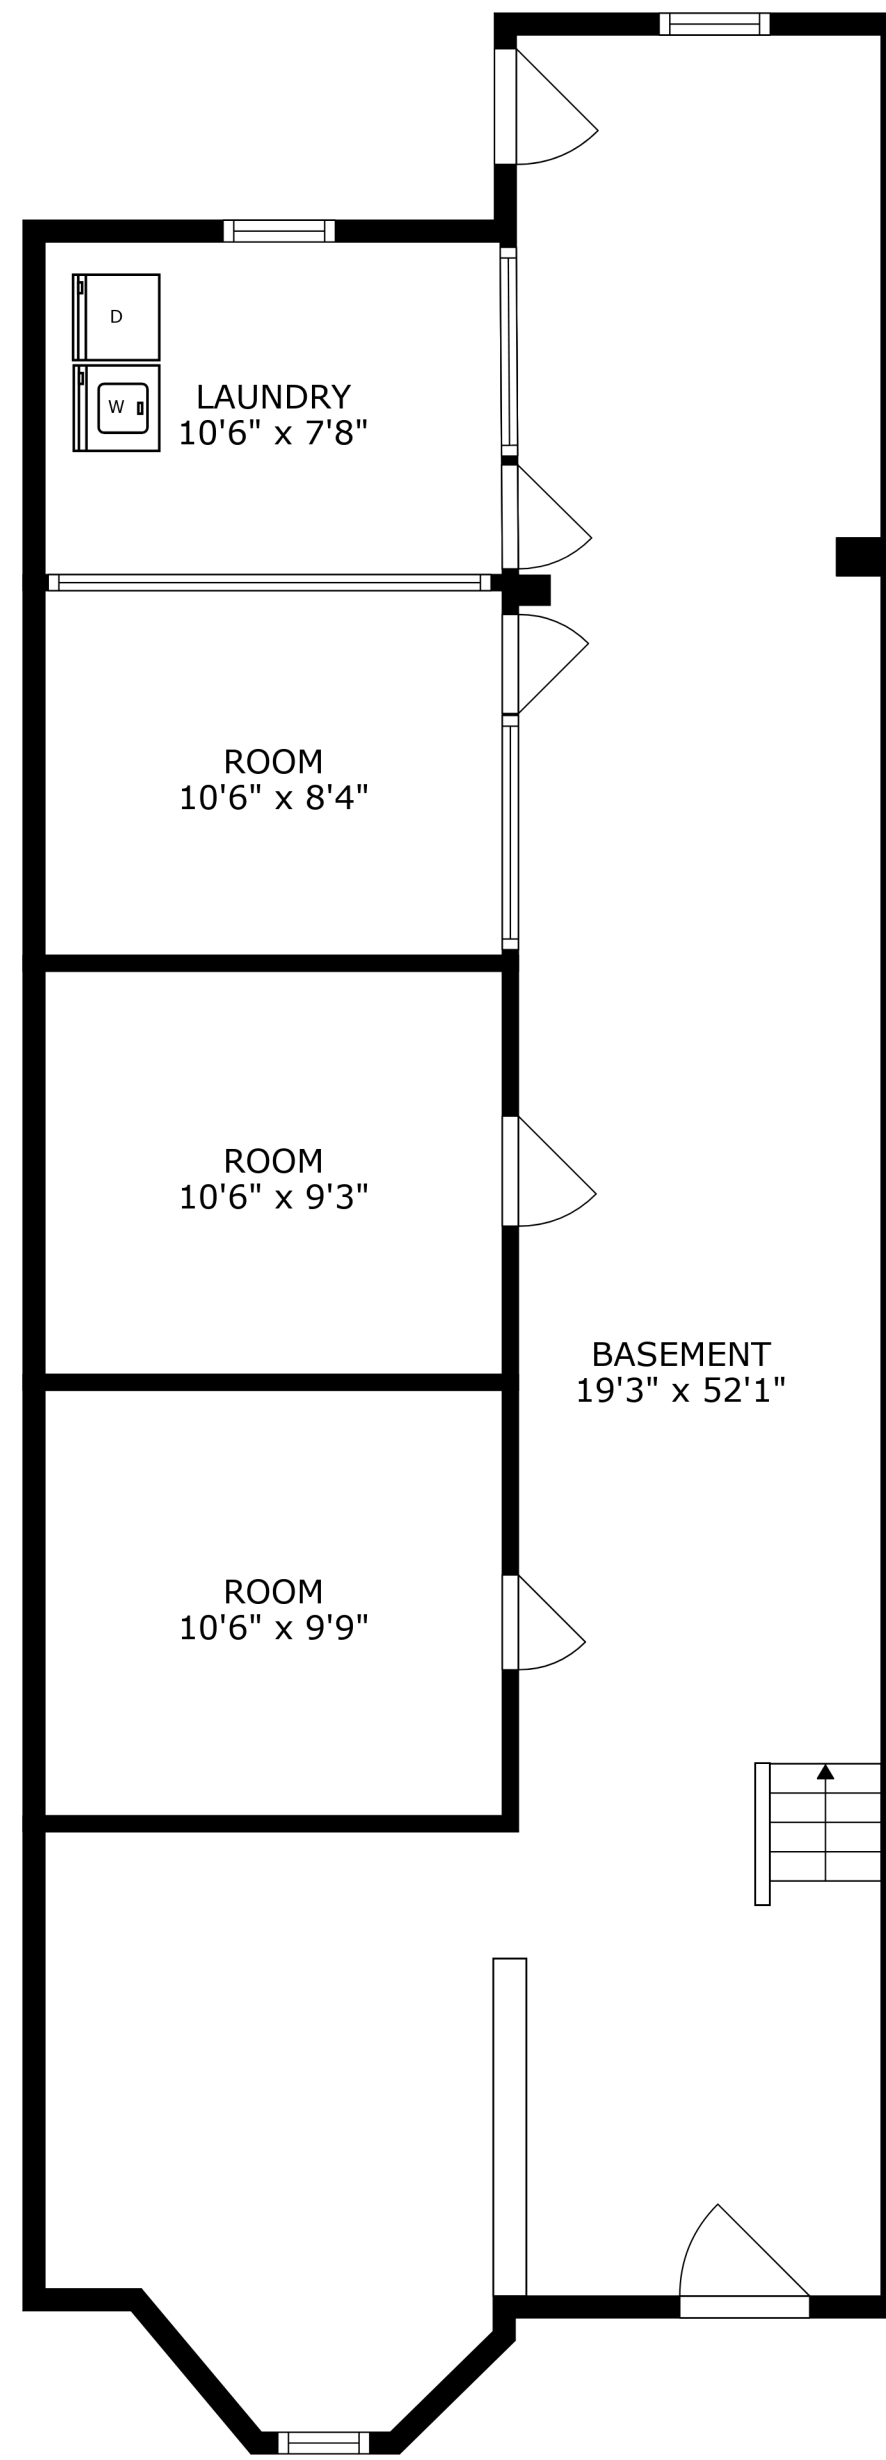 D
W
LAUNDRY
10'6" x 7'8"
ROOM
10'6" x 8'4"
ROOM
10'6" x 9'3"
BASEMENT
19'3" x 52'1"
ROOM
10'6" x 9'9"